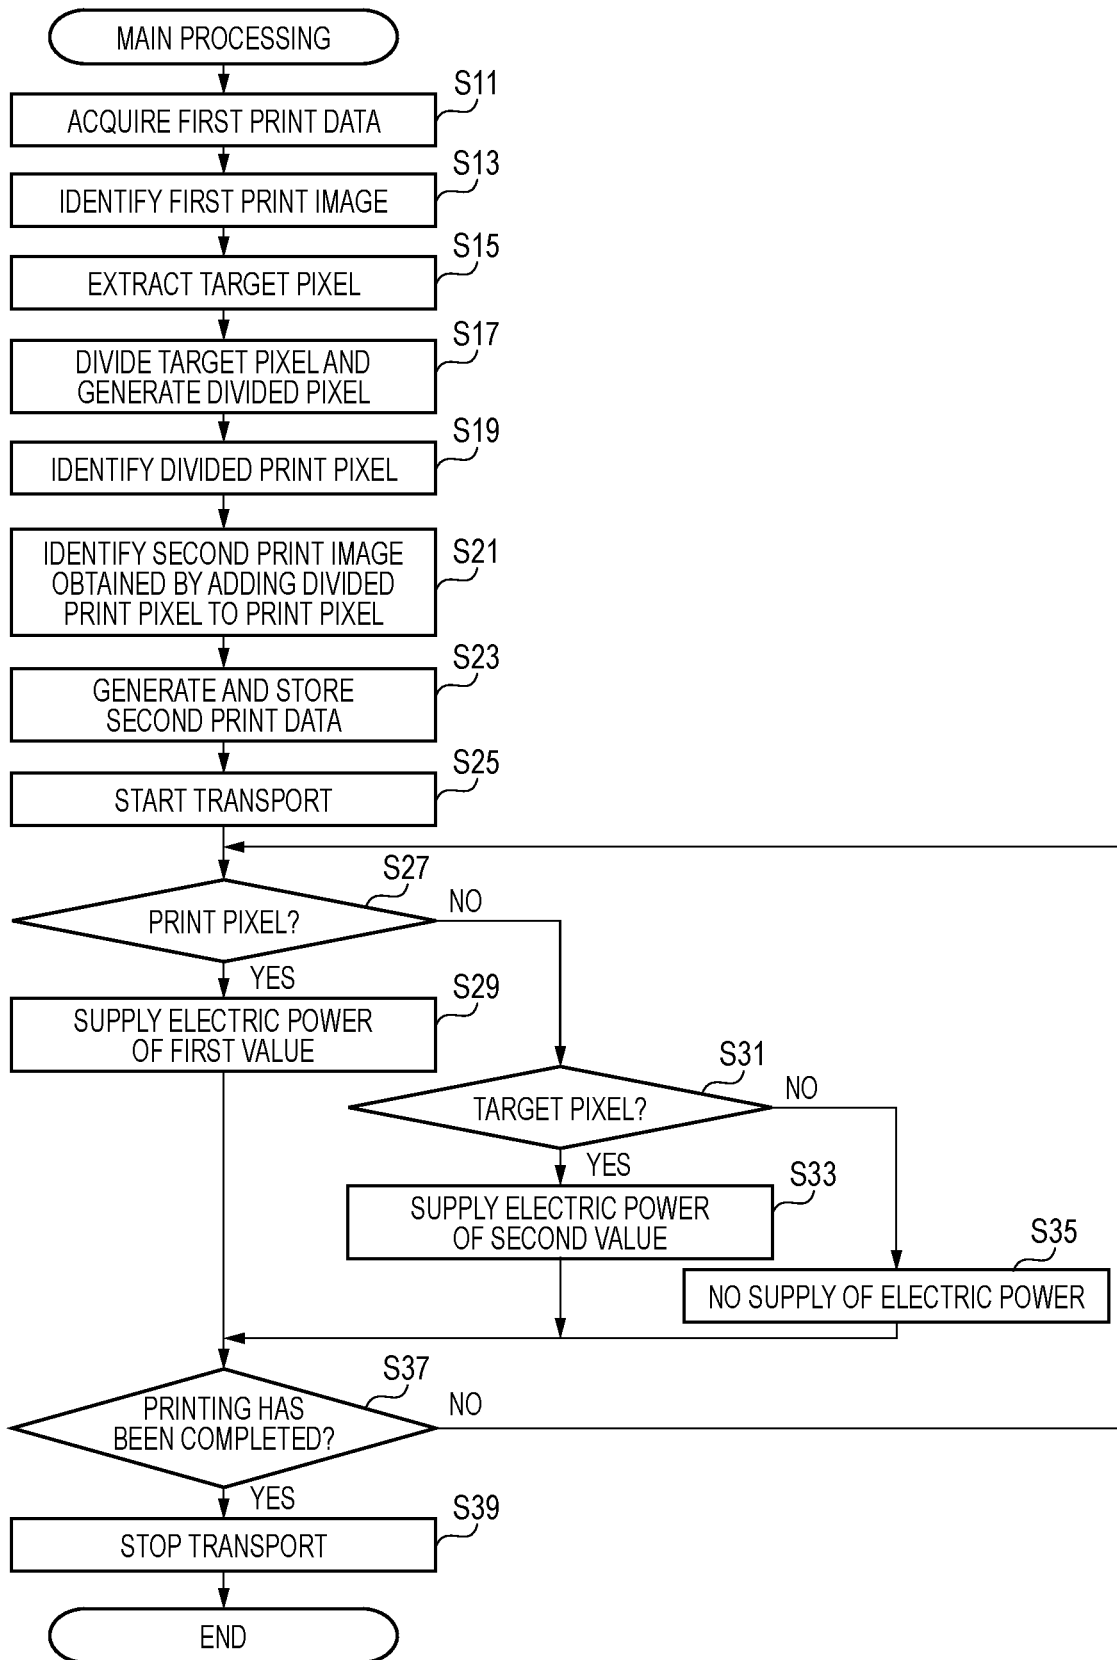 MAIN PROCESSING
S11
ACQUIRE FIRST PRINT DATA
S13
IDENTIFY FIRST PRINT IMAGE
S15
EXTRACT TARGET PIXEL
S17
DIVIDE TARGET PIXEL AND
GENERATE DIVIDED PIXEL
S19
IDENTIFY DIVIDED PRINT PIXEL
S21
IDENTIFY SECOND PRINT IMAGE
OBTAINED BY ADDING DIVIDED
PRINT PIXEL TO PRINT PIXEL
S23
GENERATE AND STORE
SECOND PRINT DATA
S25
START TRANSPORT
S27
PRINT PIXEL?
NO
YES
S29
SUPPLY ELECTRIC POWER
OF FIRST VALUE
S31
TARGET PIXEL?
NO
YES
S33
SUPPLY ELECTRIC POWER
OF SECOND VALUE
S35
NO SUPPLY OF ELECTRIC POWER
S37
PRINTING HAS
BEEN COMPLETED?
NO
YES
S39
STOP TRANSPORT
END